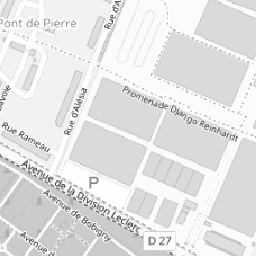 Pont de Pierre
Rue d'A
Promenade Django Reinhardt
Rue d'Alésia
Rue Rameau
Avenue de la Division Leclerc
P
Avenue de Bobigny
D 27
Avenue